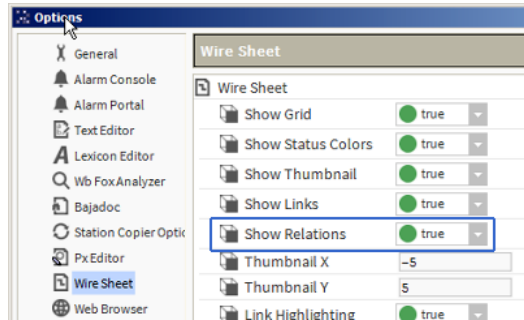 Options
General
Alarm Console
Alarm Portal
Text Editor
Lexicon Editor
Wb FoxAnalyzer
Bajadoc
Station Copier Optic
Px Editor
Wire Sheet
Web Browser
Wire Sheet
Wire Sheet
Show Grid true
Show Status Colors true
Show Thumbnail true
Show Links true
Show Relations true
Thumbnail X -5
Thumbnail Y 5
Link Highlighting true